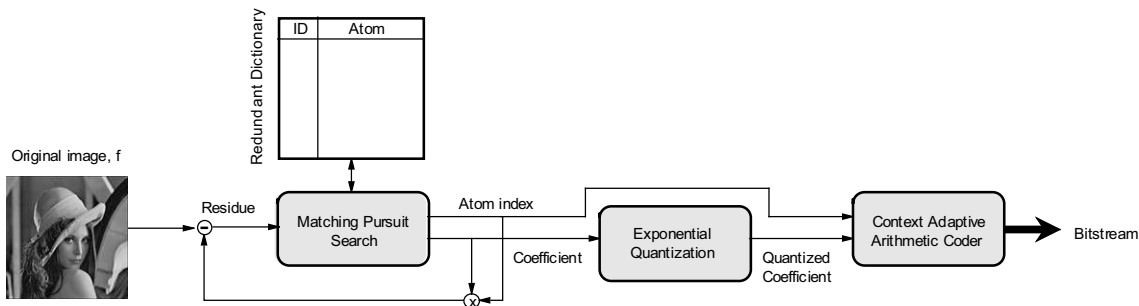 ID Atom
Redundant Dictionary
Original image, f
Residue
Matching Pursuit
Search
Atom index
Coefficient
Exponential
Quantization
Quantized
Coefficient
Context Adaptive
Arithmetic Coder
Bitstream
x